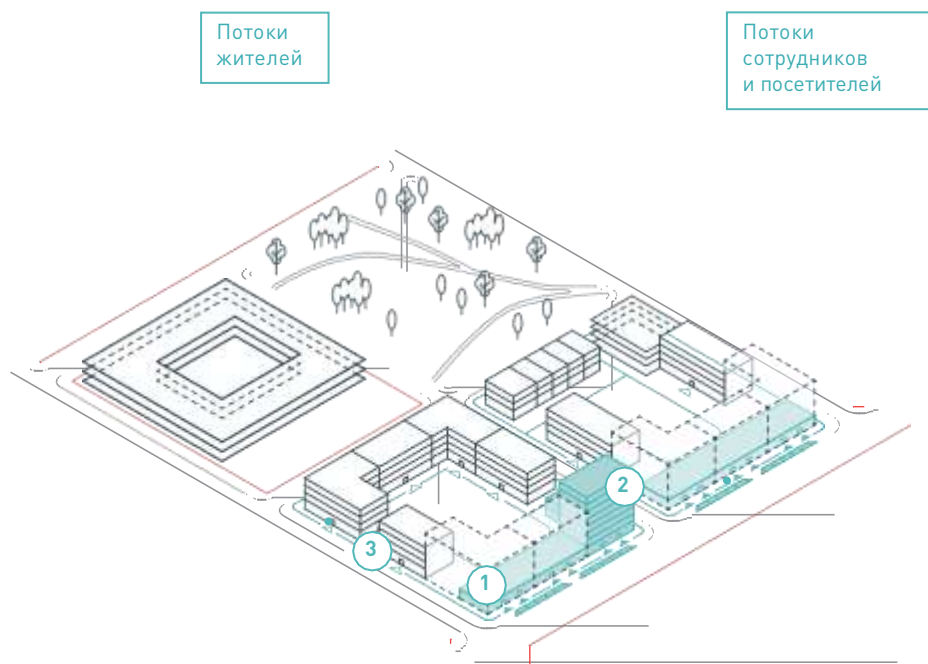 Потоки
жителей
Потоки
сотрудников
и посетителей
2
3
1